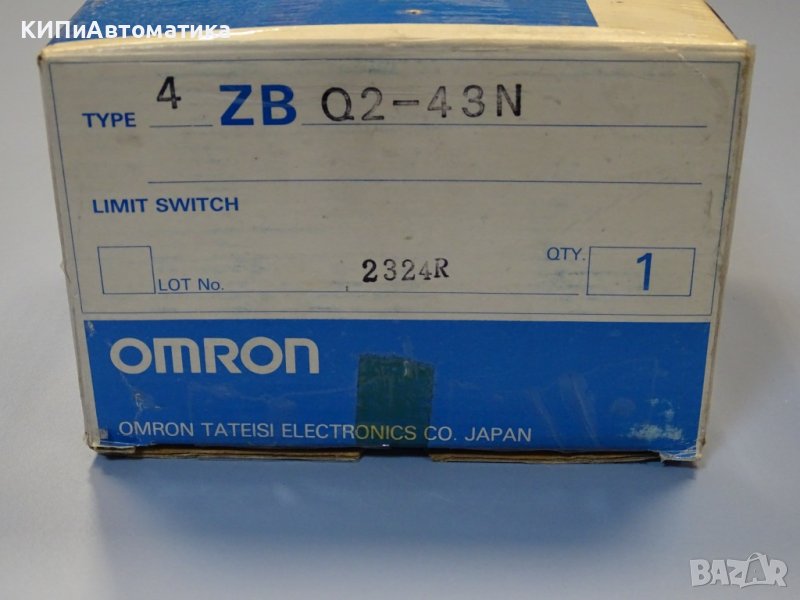 КИПиАвтоматика
TYPE 4 ZB Q2-43N
LIMIT SWITCH
LOT No. 2324R QTY. 1
OMRON
OMRON TATEISI ELECTRONICS CO. JAPAN
BAZAR